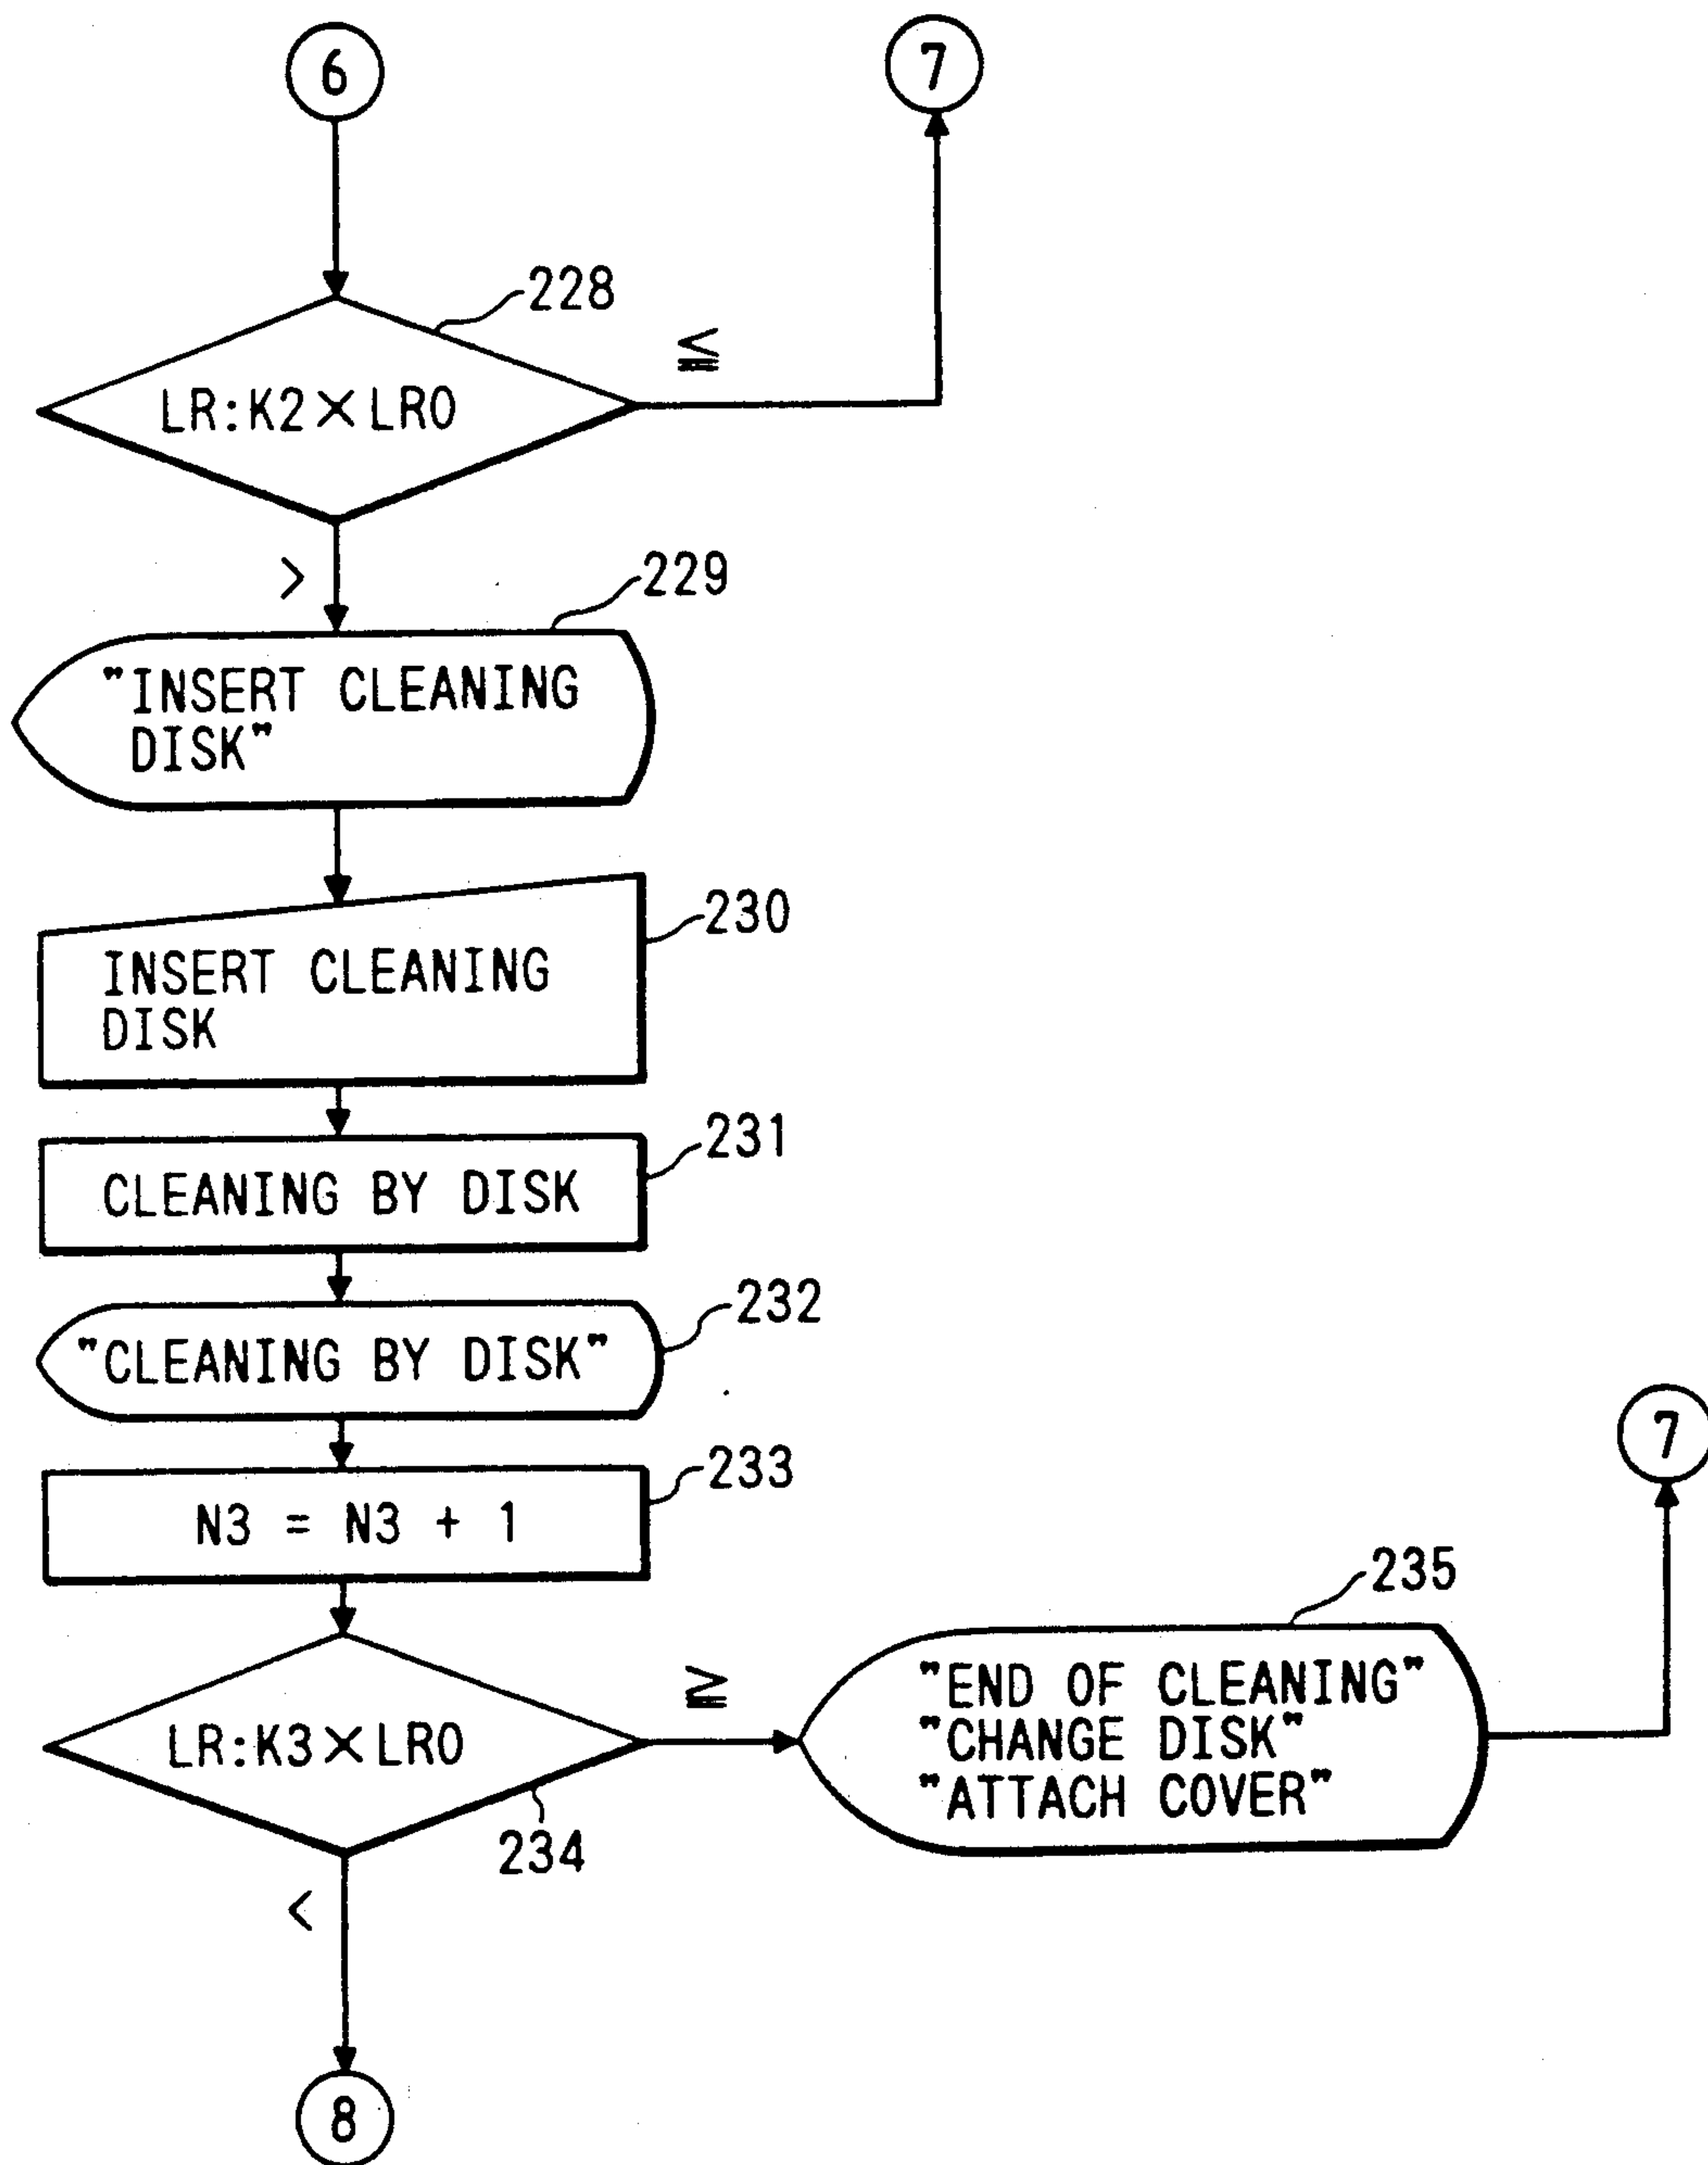 6
7
228
≦
LR:K2×LR0
>
229
"INSERT CLEANING
DISK"
230
INSERT CLEANING
DISK
231
CLEANING BY DISK
232
"CLEANING BY DISK"
7
233
N3 = N3 + 1
235
≧
"END OF CLEANING"
"CHANGE DISK"
"ATTACH COVER"
LR:K3×LR0
234
<
8